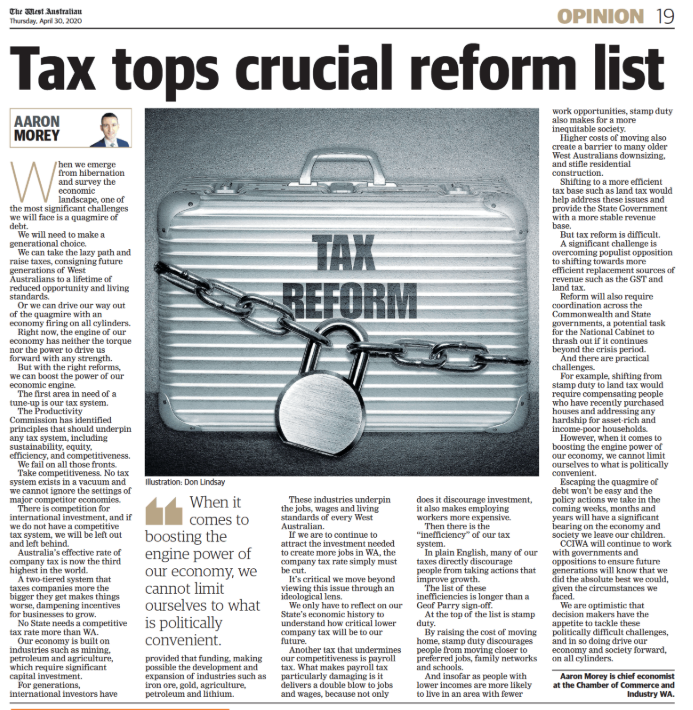 The West Australian
Thursday, April 30, 2020
OPINION 19
Tax tops crucial reform list
AARON
MOREY
When we emerge
from hibernation
and survey the
economic
landscape, one of
the most significant challenges
we will face is a quagmire of
debt.
We will need to make a
generational choice.
We can take the lazy path and
raise taxes, consigning future
generations of West
Australians to a lifetime of
reduced opportunity and living
standards.
Or we can drive our way out
of the quagmire with an
economy firing on all cylinders.
Right now, the engine of our
economy has neither the torque
nor the power to drive us
forward with any strength.
But with the right reforms,
we can boost the power of our
economic engine.
The first area in need of a
tune-up is our tax system.
The Productivity
Commission has identified
principles that should underpin
any tax system, including
sustainability, equity,
efficiency, and competitiveness.
We fail on all those fronts.
Take competitiveness. No tax
system exists in a vacuum and
we cannot ignore the settings of
major competitor economies.
There is competition for
international investment, and if
we do not have a competitive
tax system, we will be left out
and left behind.
Australia's effective rate of
company tax is now the third
highest in the world.
A two-tiered system that
taxes companies more the
bigger they get makes things
worse, dampening incentives
for businesses to grow.
No State needs a competitive
tax rate more than WA.
Our economy is built on
industries such as mining,
petroleum and agriculture,
which require significant
capital investment.
For generations,
international investors have
TAX
REFORM
Illustration: Don Lindsay
When it
comes to
boosting the
engine power of
our economy, we
cannot limit
ourselves to what
is politically
convenient.
provided that funding, making
possible the development and
expansion of industries such as
iron ore, gold, agriculture,
petroleum and lithium.
These industries underpin
the jobs, wages and living
standards of every West
Australian.
If we are to continue to
attract the investment needed
to create more jobs in WA, the
company tax rate simply must
be cut.
It's critical we move beyond
viewing this issue through an
ideological lens.
We only have to reflect on our
State's economic history to
understand how critical lower
company tax will be to our
future.
Another tax that undermines
our competitiveness is payroll
tax. What makes payroll tax
particularly damaging is it
delivers a double blow to jobs
and wages, because not only
does it discourage investment,
it also makes employing
workers more expensive.
Then there is the
"inefficiency" of our tax
system.
In plain English, many of our
taxes directly discourage
people from taking actions that
improve growth.
The list of these
inefficiencies is longer than a
Geof Parry sign-off.
At the top of the list is stamp
duty.
By raising the cost of moving
home, stamp duty discourages
people from moving closer to
preferred jobs, family networks
and schools.
And insofar as people with
lower incomes are more likely
to live in an area with fewer
work opportunities, stamp duty
also makes for a more
inequitable society.
Higher costs of moving also
create a barrier to many older
West Australians downsizing,
and stifle residential
construction.
Shifting to a more efficient
tax base such as land tax would
help address these issues and
provide the State Government
with a more stable revenue
base.
But tax reform is difficult.
A significant challenge is
overcoming populist opposition
to shifting towards more
efficient replacement sources of
revenue such as the GST and
land tax.
Reform will also require
coordination across the
Commonwealth and State
governments, a potential task
for the National Cabinet to
thrash out if it continues
beyond the crisis period.
And there are practical
challenges.
For example, shifting from
stamp duty to land tax would
require compensating people
who have recently purchased
houses and addressing any
hardship for asset-rich and
income-poor households.
However, when it comes to
boosting the engine power of
our economy, we cannot limit
ourselves to what is politically
convenient.
Escaping the quagmire of
debt won't be easy and the
policy actions we take in the
coming weeks, months and
years will have a significant
bearing on the economy and
society we leave our children.
CCIWA will continue to work
with governments and
oppositions to ensure future
generations will know that we
did the absolute best we could,
given the circumstances we
faced.
We are optimistic that
decision makers have the
appetite to tackle these
politically difficult challenges,
and in so doing drive our
economy and society forward,
on all cylinders.
Aaron Morey is chief economist
at the Chamber of Commerce and
Industry WA.